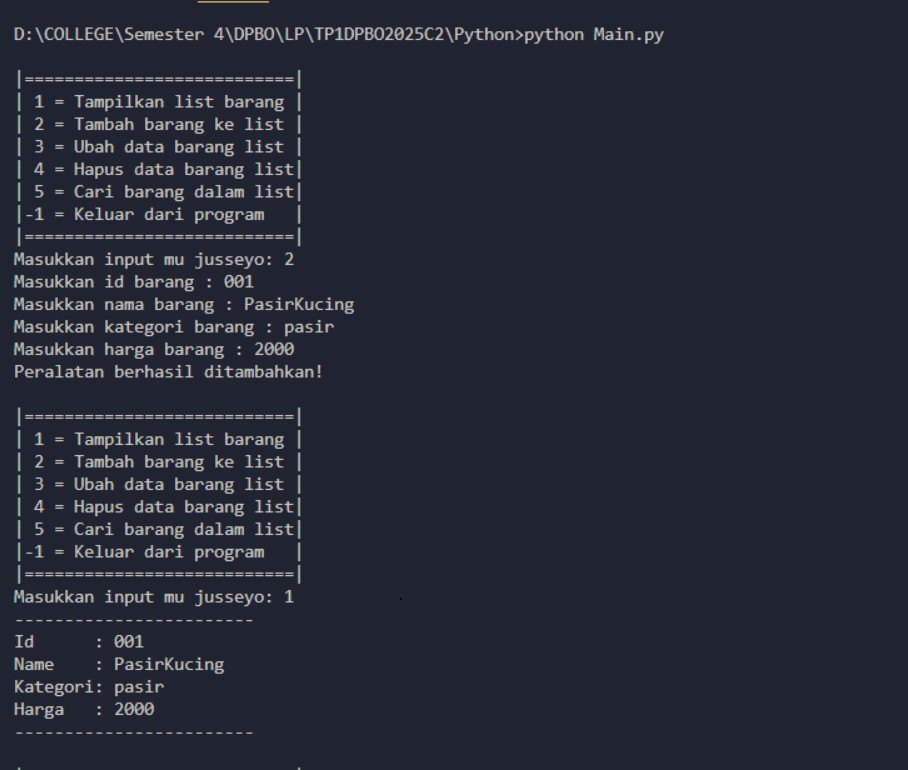 D:\COLLEGE\Semester 4\DPBO\LP\TP1DPBO2025C2\Python>python Main.py
|===========================|
| 1 = Tampilkan list barang |
| 2 = Tambah barang ke list |
| 3 = Ubah data barang list |
| 4 = Hapus data barang list|
| 5 = Cari barang dalam list|
|-1 = Keluar dari program   |
|===========================|
Masukkan input mu jusseyo: 2
Masukkan id barang : 001
Masukkan nama barang : PasirKucing
Masukkan kategori barang : pasir
Masukkan harga barang : 2000
Peralatan berhasil ditambahkan!
|===========================|
| 1 = Tampilkan list barang |
| 2 = Tambah barang ke list |
| 3 = Ubah data barang list |
| 4 = Hapus data barang list|
| 5 = Cari barang dalam list|
|-1 = Keluar dari program   |
|===========================|
Masukkan input mu jusseyo: 1
------------------------
Id      : 001
Name    : PasirKucing
Kategori: pasir
Harga   : 2000
------------------------